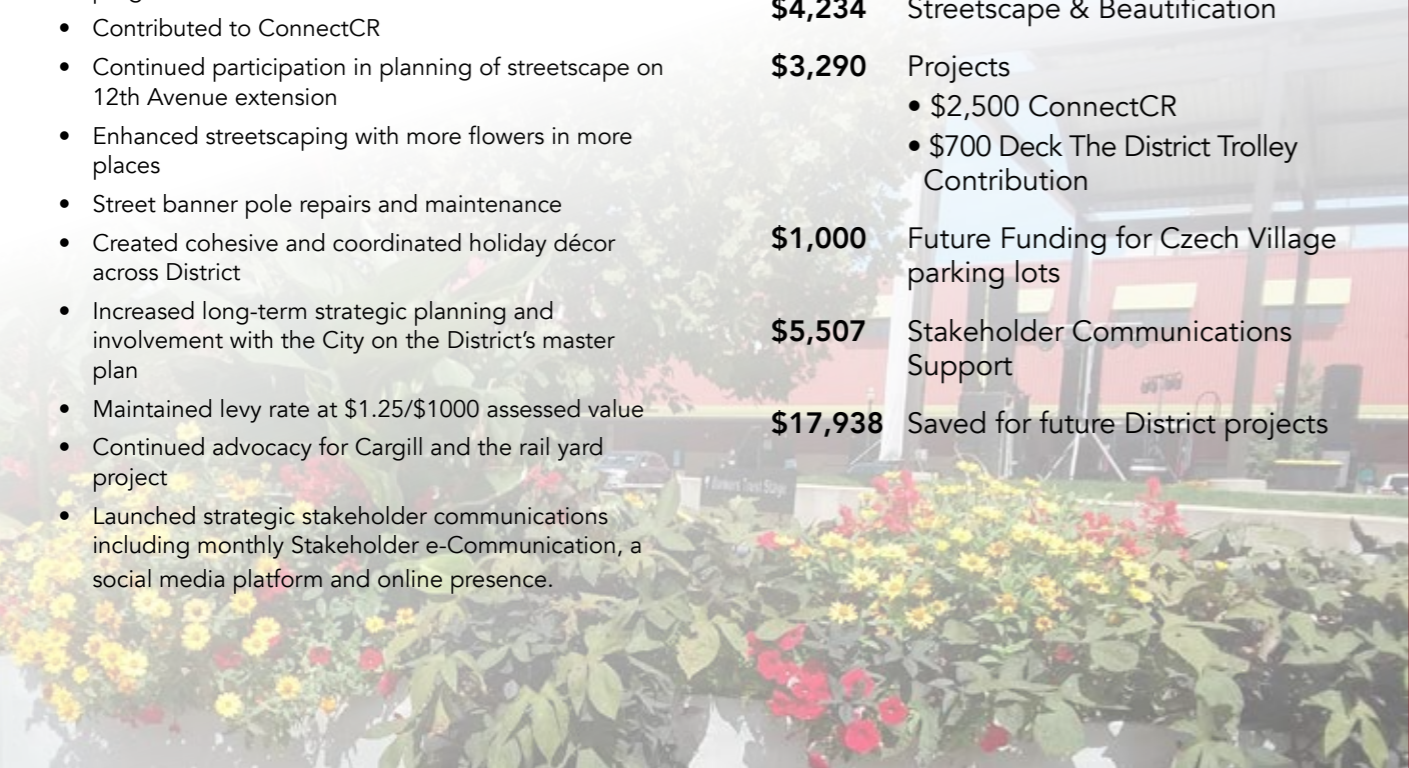 • Contributed to ConnectCR
• Continued participation in planning of streetscape on
12th Avenue extension
• Enhanced streetscaping with more flowers in more
places
• Street banner pole repairs and maintenance
• Created cohesive and coordinated holiday décor
across District
• Increased long-term strategic planning and
involvement with the City on the District's master
plan
• Maintained levy rate at $1.25/$1000 assessed value
• Continued advocacy for Cargill and the rail yard
project
• Launched strategic stakeholder communications
including monthly Stakeholder e-Communication, a
social media platform and online presence.
$4,234 Streetscape & Beautification
$3,290 Projects
• $2,500 ConnectCR
• $700 Deck The District Trolley
Contribution
$1,000 Future Funding for Czech Village
parking lots
$5,507 Stakeholder Communications
Support
$17,938 Saved for future District projects
Bankers Trust Stage